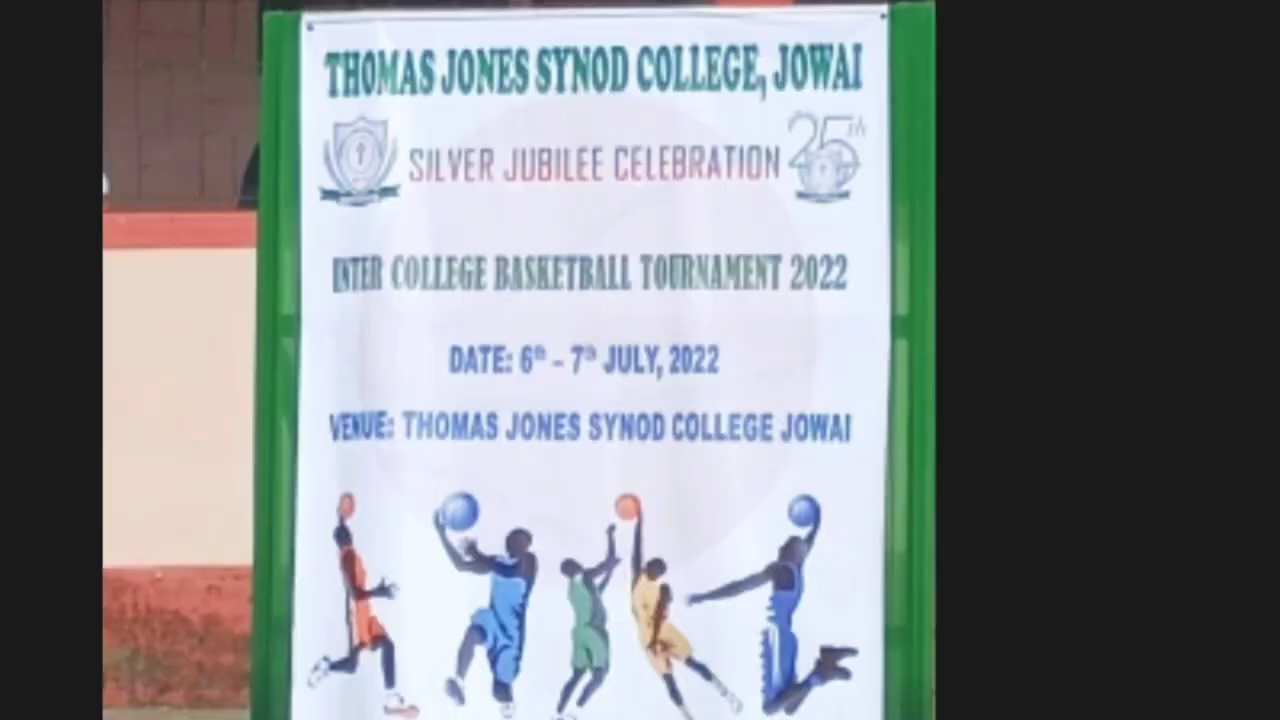 THOMAS JONES SYNOD COLLEGE, JOWAI
SILVER JUBILEE CELEBRATION
25th
INTER COLLEGE BASKETBALL TOURNAMENT 2022
DATE: 6th - 7th JULY, 2022
VENUE: THOMAS JONES SYNOD COLLEGE JOWAI